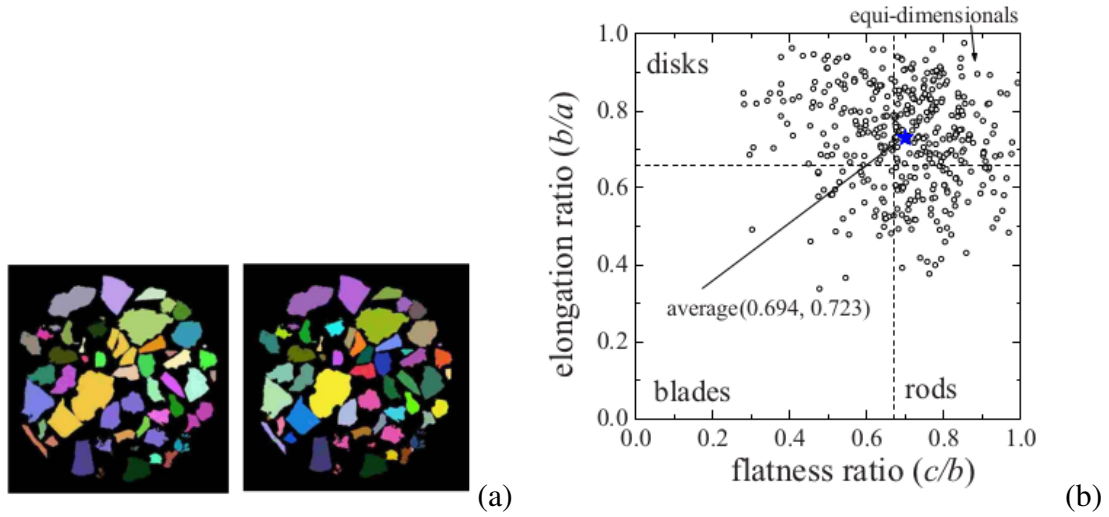 (a)
equi-dimensionals
disks
blades
rods
average(0.694, 0.723)
elongation ratio (b/a)
1.0
0.8
0.6
0.4
0.2
0.0
0.0 0.2 0.4 0.6 0.8 1.0
flatness ratio (c/b)
(b)